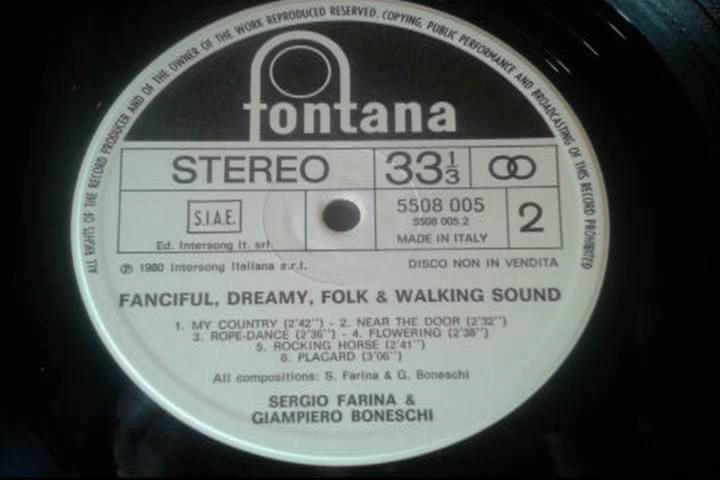 ALL RIGHTS OF THE RECORD PRODUCER AND OF THE OWNER OF THE WORK REPRODUCED RESERVED. COPYING, PUBLIC PERFORMANCE AND BROADCASTING OF THIS RECORD PROHIBITED
fontana
STEREO 33 1/3
S.I.A.E. 5508 005 2
5508 005.2
Ed. Intersong It. srl MADE IN ITALY
℗ 1980 Intersong Italiana s.r.l. DISCO NON IN VENDITA
FANCIFUL, DREAMY, FOLK & WALKING SOUND
1. MY COUNTRY (2'42'') - 2. NEAR THE DOOR (2'32'')
3. ROPE-DANCE (2'36'') - 4. FLOWERING (2'38'')
5. ROCKING HORSE (2'41'')
6. PLACARD (3'06'')
All compositions: S. Farina & G. Boneschi
SERGIO FARINA &
GIAMPIERO BONESCHI